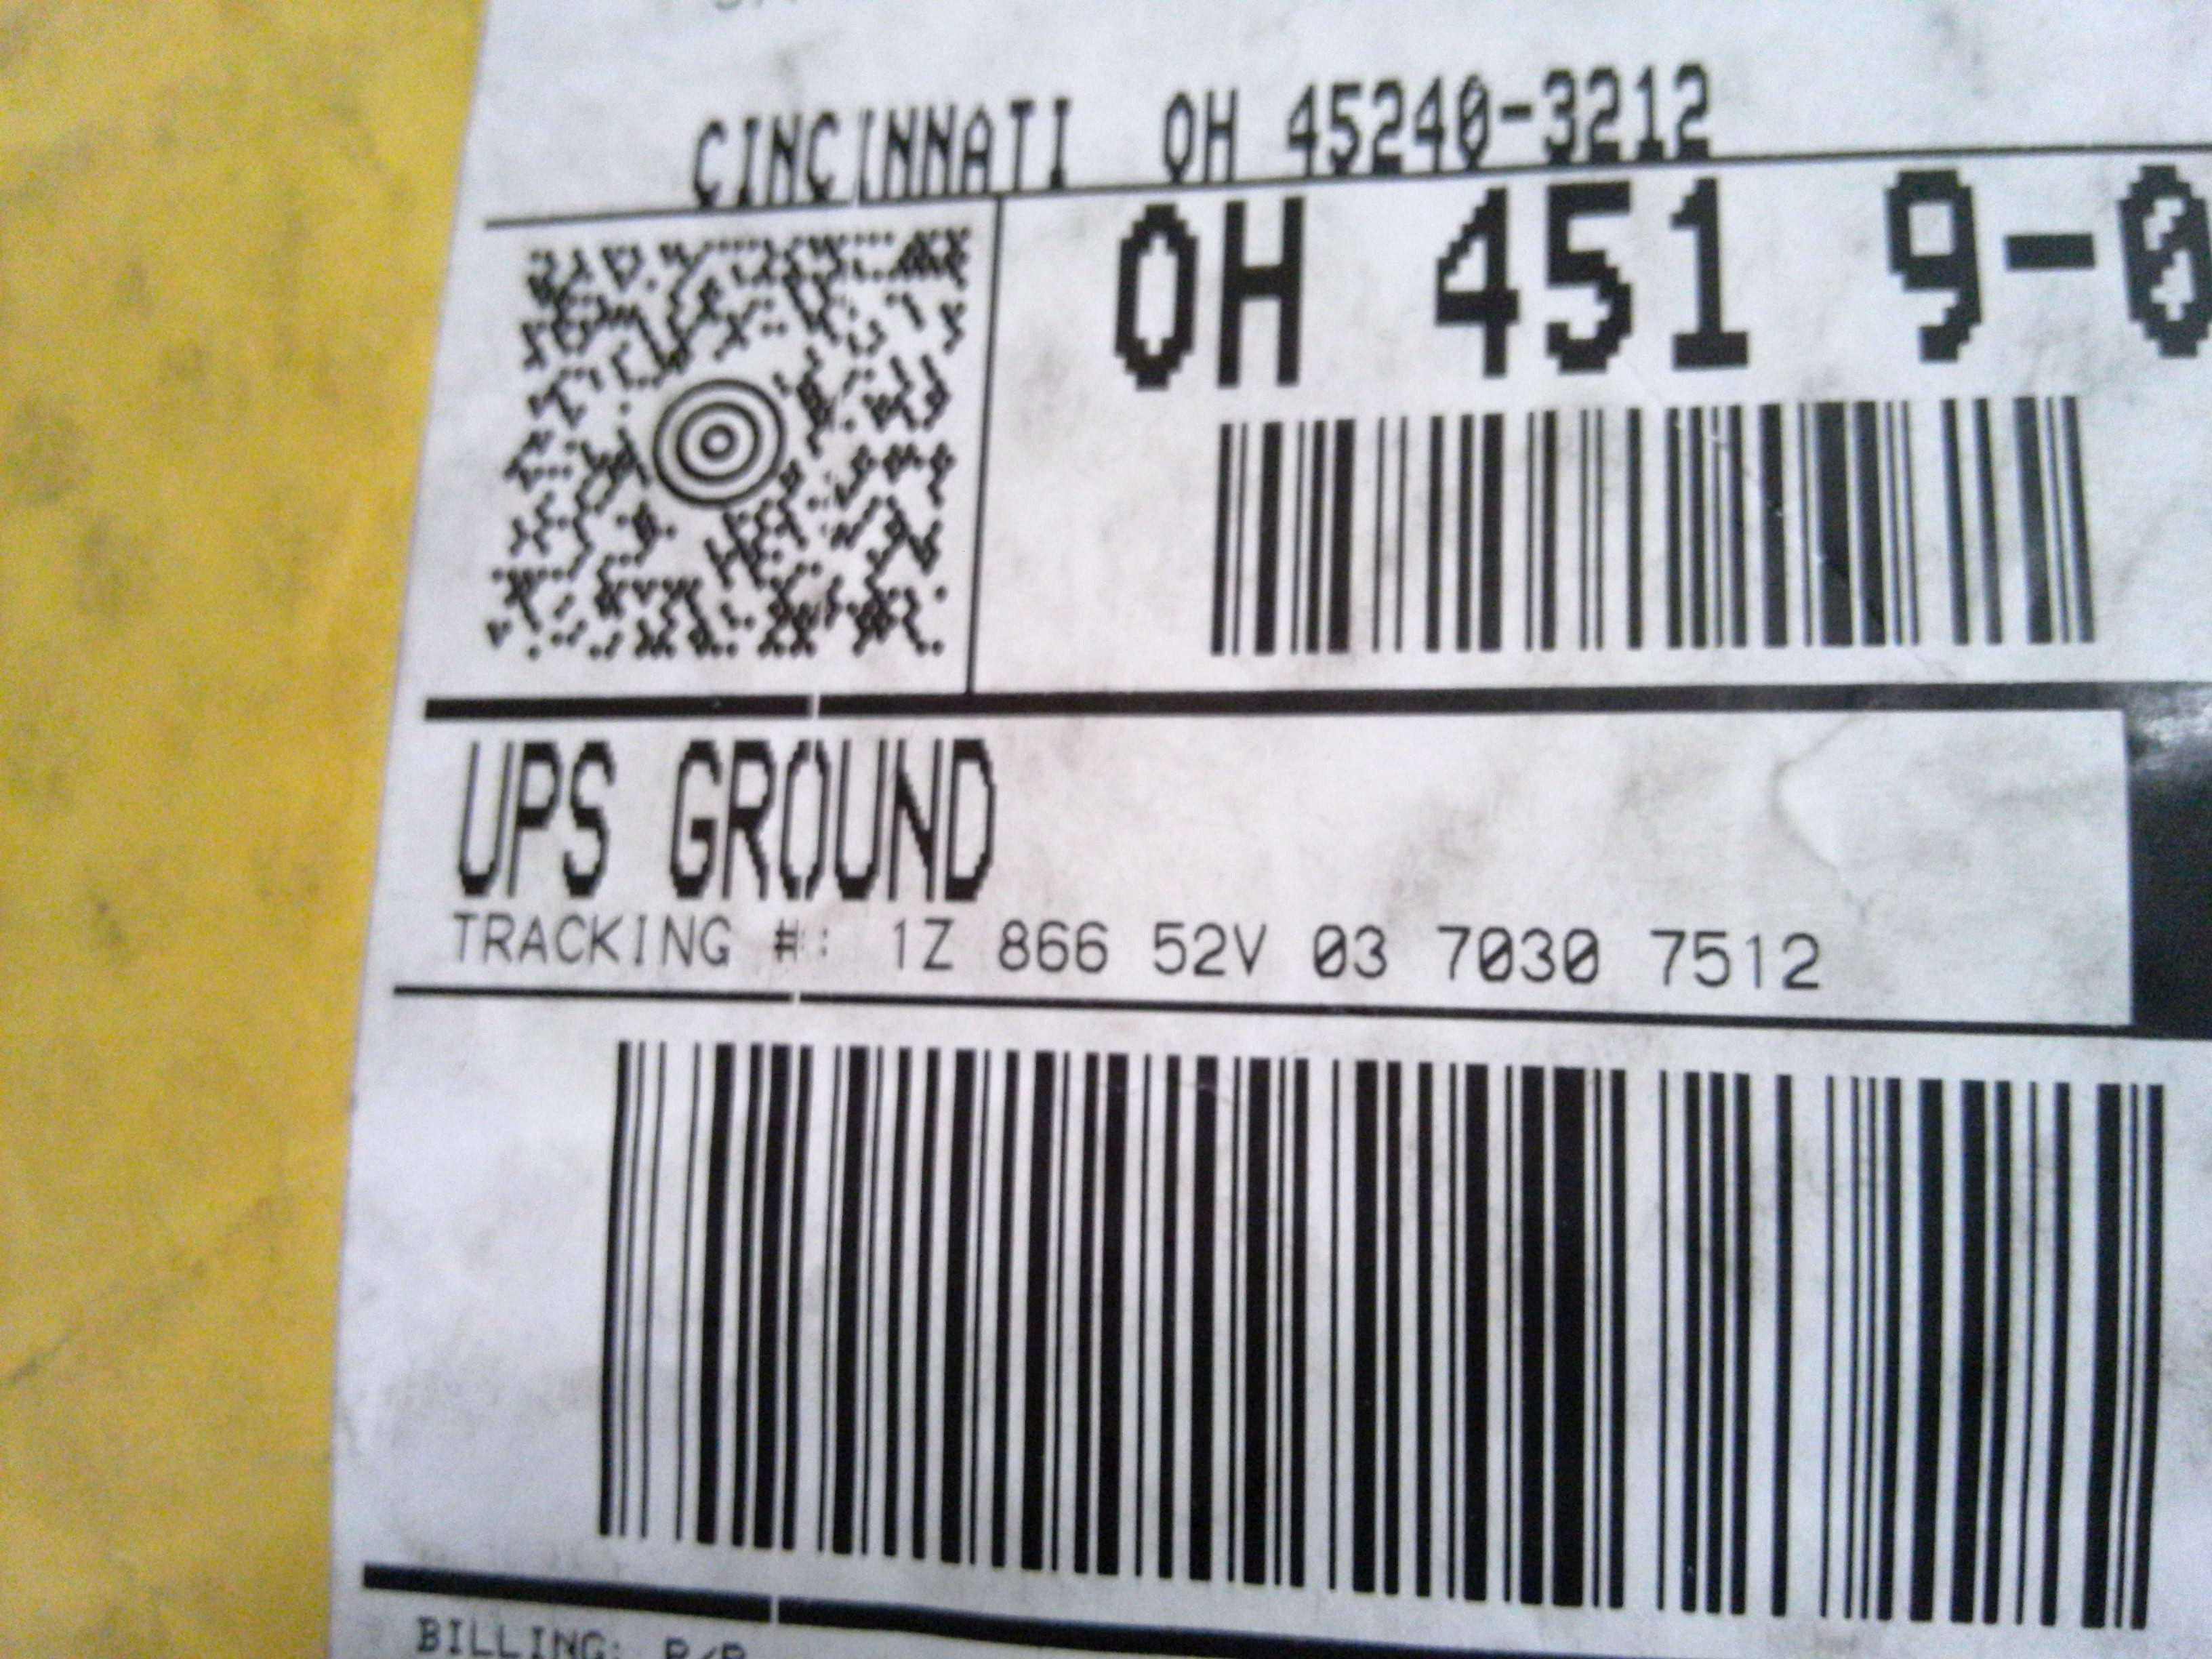 CINCINNATI OH 45240-3212
OH 451 9-0
UPS GROUND
TRACKING #: 1Z 866 52V 03 7030 7512
BILLING: P/P